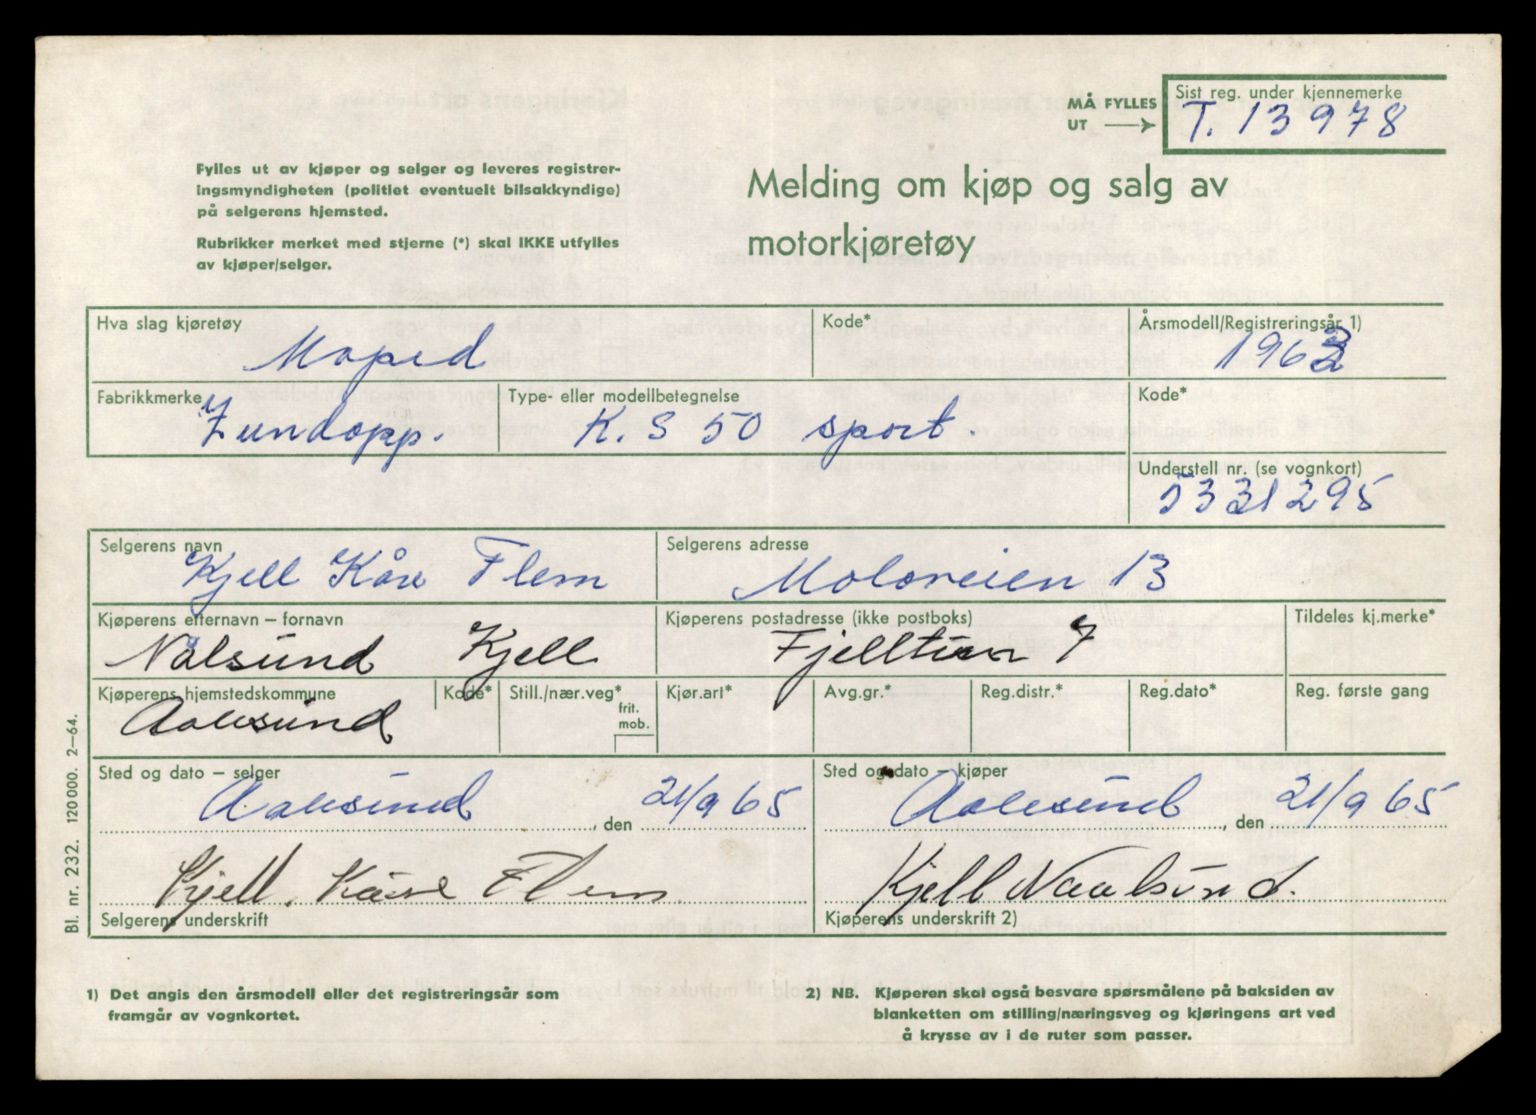 MÅ FYLLES UT
Sist reg. under kjennemerke
T. 13978
Fylles ut av kjøper og selger og leveres registrer-
ingsmyndigheten (politiet eventuelt bilsakkyndige)
på selgerens hjemsted.
Rubrikker merket med stjerne (*) skal IKKE utfylles
av kjøper/selger.
Melding om kjøp og salg av
motorkjøretøy
Hva slag kjøretøy
Moped
Kode*
Årsmodell/Registreringsår 1)
1963
Fabrikkmerke
Zundapp.
Type- eller modellbetegnelse
K.S 50 sport.
Kode*
Understell nr. (se vognkort)
5331295
Selgerens navn
Kjell Kåre Flem
Selgerens adresse
Moloveien 13
Kjøperens etternavn – fornavn
Nålsund Kjell
Kjøperens postadresse (ikke postboks)
Fjelltun 7
Tildeles kj.merke*
Kjøperens hjemstedskommune
Aalesund
Kode*
Still./nær.veg*
frit.
mob.
Kjør.art*
Avg.gr.*
Reg.distr.*
Reg.dato*
Reg. første gang
Sted og dato – selger
Aalesund, den 21/9 65
Sted og dato – kjøper
Aalesund, den 21/9 65
Kjell. Kåre Flem
Selgerens underskrift
Kjell Naalsund.
Kjøperens underskrift 2)
Bl. nr. 232. 120000. 2–64.
1) Det angis den årsmodell eller det registreringsår som
framgår av vognkortet.
2) NB. Kjøperen skal også besvare spørsmålene på baksiden av
blanketten om stilling/næringsveg og kjøringens art ved
å krysse av i de ruter som passer.